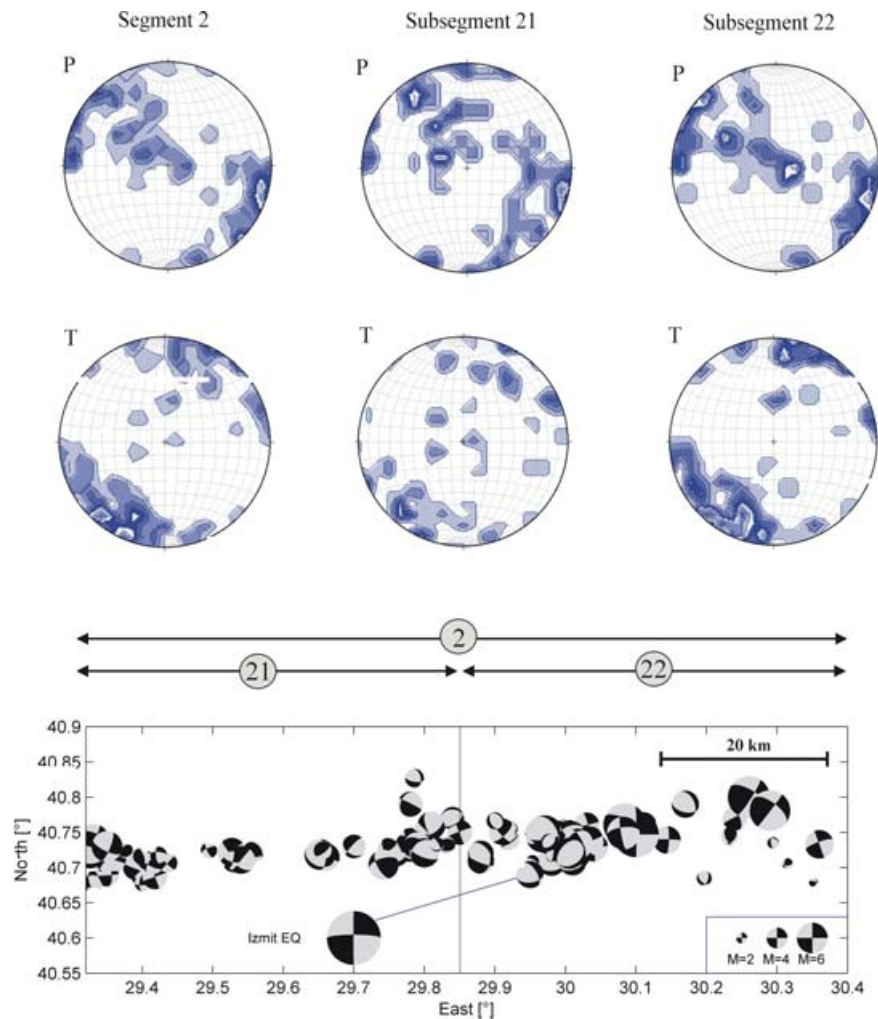 Segment 2 Subsegment 21 Subsegment 22
P P P
T T T
2
21 22
40.9
40.85
40.8
40.75
40.7
40.65
40.6
40.55
North [°]
20 km
Izmit EQ
M=2 M=4 M=6
29.4 29.5 29.6 29.7 29.8 29.9 30 30.1 30.2 30.3 30.4
East [°]